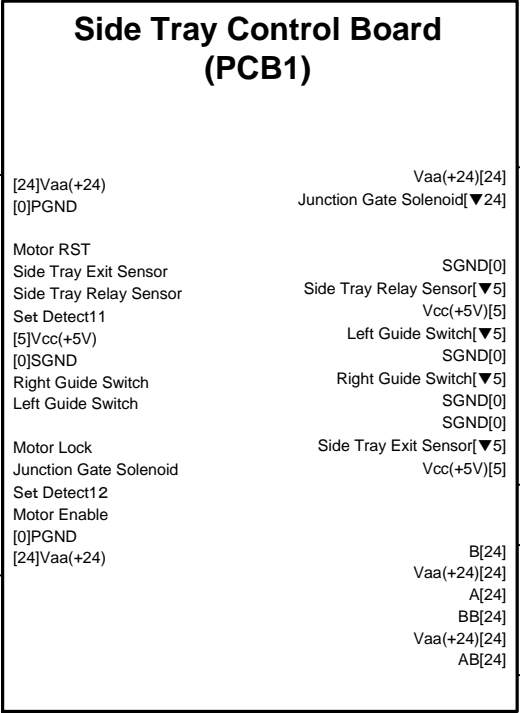 Side Tray Control Board
(PCB1)
[24]Vaa(+24)
[0]PGND
Motor RST
Side Tray Exit Sensor
Side Tray Relay Sensor
Set Detect11
[5]Vcc(+5V)
[0]SGND
Right Guide Switch
Left Guide Switch
Motor Lock
Junction Gate Solenoid
Set Detect12
Motor Enable
[0]PGND
[24]Vaa(+24)
Vaa(+24)[24]
Junction Gate Solenoid[▼24]
SGND[0]
Side Tray Relay Sensor[▼5]
Vcc(+5V)[5]
Left Guide Switch[▼5]
SGND[0]
Right Guide Switch[▼5]
SGND[0]
SGND[0]
Side Tray Exit Sensor[▼5]
Vcc(+5V)[5]
B[24]
Vaa(+24)[24]
A[24]
BB[24]
Vaa(+24)[24]
AB[24]